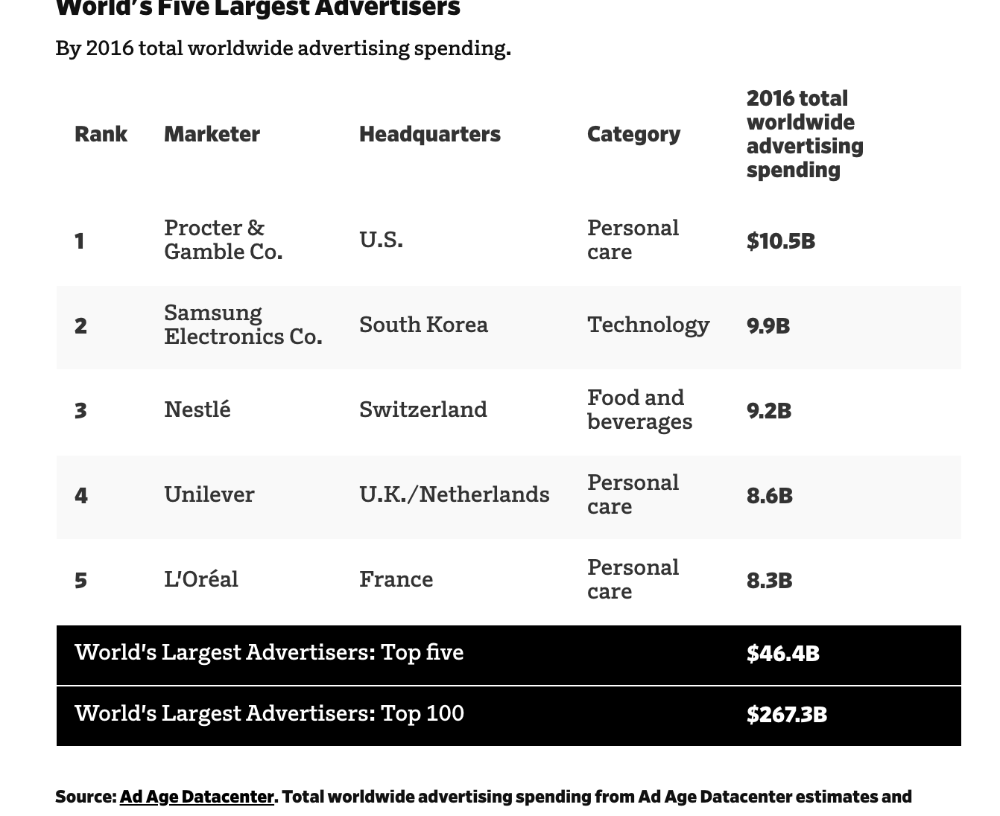 World's Five Largest Advertisers
By 2016 total worldwide advertising spending.
Rank Marketer Headquarters Category 2016 total
worldwide
advertising
spending
1 Procter &
Gamble Co. U.S. Personal
care $10.5B
2 Samsung
Electronics Co. South Korea Technology 9.9B
3 Nestlé Switzerland Food and
beverages 9.2B
4 Unilever U.K./Netherlands Personal
care 8.6B
5 L'Oréal France Personal
care 8.3B
World's Largest Advertisers: Top five $46.4B
World's Largest Advertisers: Top 100 $267.3B
Source: Ad Age Datacenter. Total worldwide advertising spending from Ad Age Datacenter estimates and